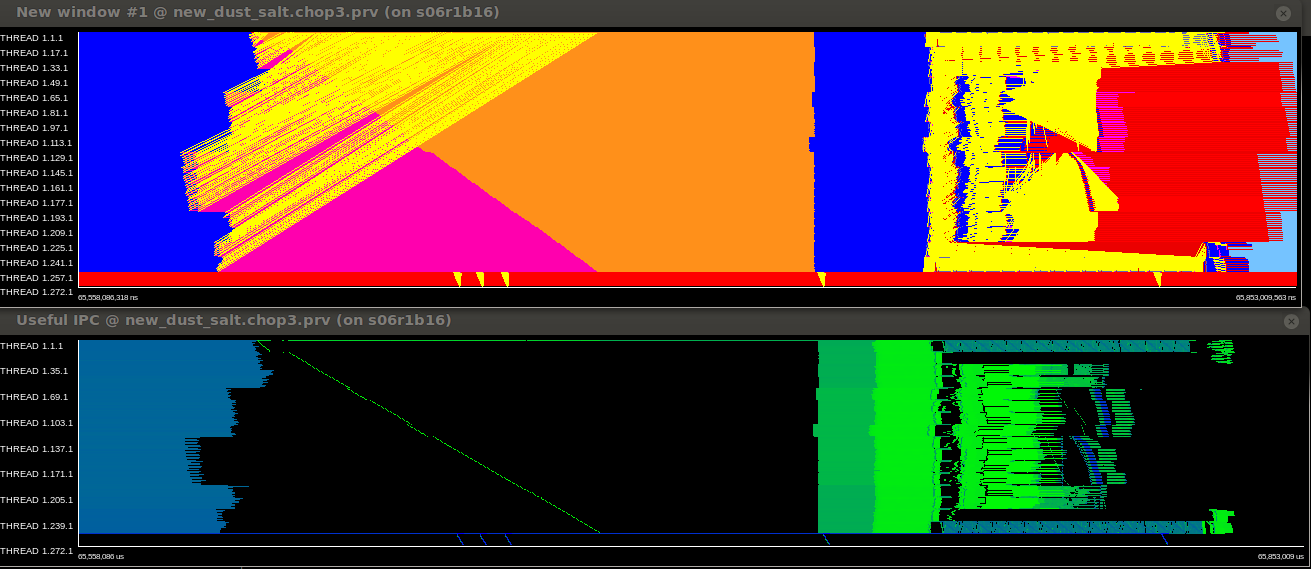 New window #1 @ new_dust_salt.chop3.prv (on s06r1b16)
THREAD 1.1.1
THREAD 1.17.1
THREAD 1.33.1
THREAD 1.49.1
THREAD 1.65.1
THREAD 1.81.1
THREAD 1.97.1
THREAD 1.113.1
THREAD 1.129.1
THREAD 1.145.1
THREAD 1.161.1
THREAD 1.177.1
THREAD 1.193.1
THREAD 1.209.1
THREAD 1.225.1
THREAD 1.241.1
THREAD 1.257.1
THREAD 1.272.1
65,558,086,318 ns
65,853,009,563 ns
Useful IPC @ new_dust_salt.chop3.prv (on s06r1b16)
THREAD 1.1.1
THREAD 1.35.1
THREAD 1.69.1
THREAD 1.103.1
THREAD 1.137.1
THREAD 1.171.1
THREAD 1.205.1
THREAD 1.239.1
THREAD 1.272.1
65,558,086 us
65,853,009 us